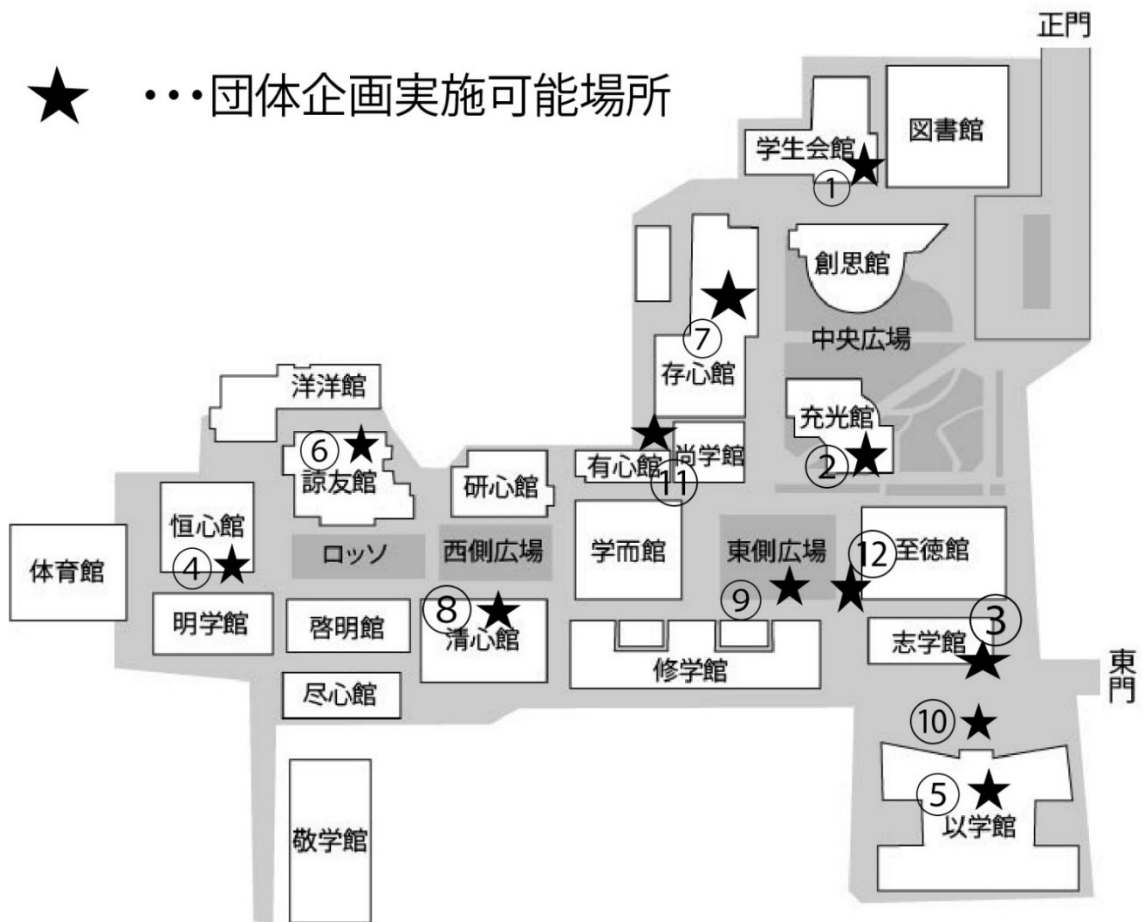 正門
★ ・・・団体企画実施可能場所
図書館
学生会館
①
創思館
⑦
中央広場
存心館
洋洋館
充光館
⑥
諒友館
有心館
尚学館
②
研心館
⑪
恒心館
④
体育館
ロッソ
西側広場
学而館
東側広場
⑫
至徳館
⑨
明学館
啓明館
⑧
清心館
志学館
③
修学館
東門
尽心館
⑩
⑤
以学館
敬学館